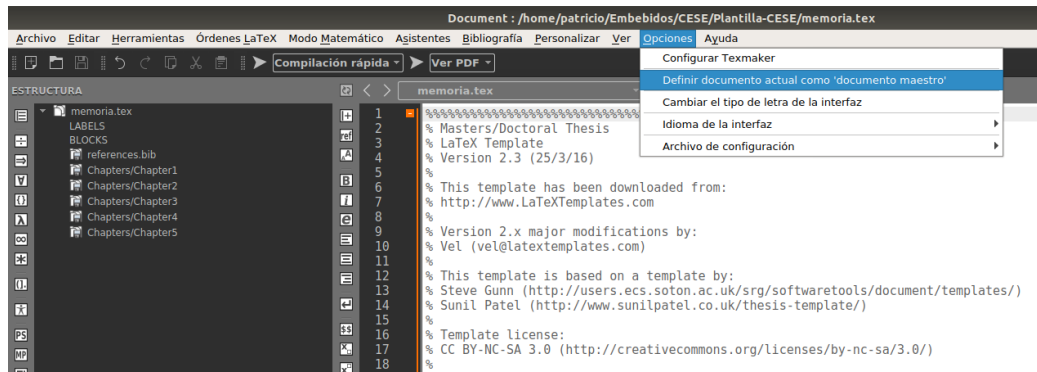 Document : /home/patricio/Embebidos/CESE/Plantilla-CESE/memoria.tex
Archivo Editar Herramientas Órdenes LaTeX Modo Matemático Asistentes Bibliografía Personalizar Ver Opciones Ayuda
Compilación rápida Ver PDF
Configurar Texmaker
Definir documento actual como 'documento maestro'
Cambiar el tipo de letra de la interfaz
Idioma de la interfaz
Archivo de configuración
ESTRUCTURA
memoria.tex
LABELS
BLOCKS
references.bib
Chapters/Chapter1
Chapters/Chapter2
Chapters/Chapter3
Chapters/Chapter4
Chapters/Chapter5
memoria.tex
1 %%%%%%%%%%%%%%%%%%%%%%%%%%%%%
2 % Masters/Doctoral Thesis
3 % LaTeX Template
4 % Version 2.3 (25/3/16)
5 %
6 % This template has been downloaded from:
7 % http://www.LaTeXTemplates.com
8 %
9 % Version 2.x major modifications by:
10 % Vel (vel@latextemplates.com)
11 %
12 % This template is based on a template by:
13 % Steve Gunn (http://users.ecs.soton.ac.uk/srg/softwaretools/document/templates/)
14 % Sunil Patel (http://www.sunilpatel.co.uk/thesis-template/)
15 %
16 % Template license:
17 % CC BY-NC-SA 3.0 (http://creativecommons.org/licenses/by-nc-sa/3.0/)
18 %